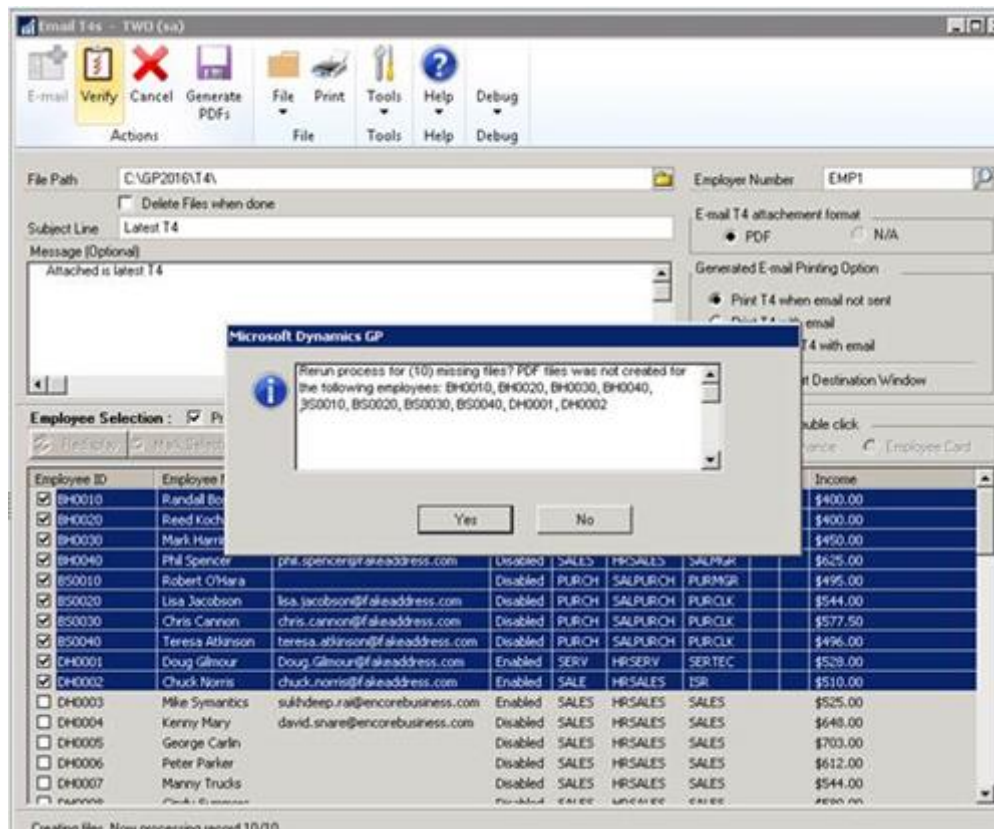 Email T4s - TWO (sa)
E-mail Verify Cancel Generate PDFs File Print Tools Help Debug
Actions File Tools Help Debug
File Path C:\GP2016\T4\ Employer Number EMP1
Delete Files when done
E-mail T4 attachement format
Subject Line Latest T4
PDF N/A
Message (Optional)
Attached is latest T4
Generated E-mail Printing Option
Print T4 when email not sent
email
T4 with email
Destination Window
Microsoft Dynamics GP
Rerun process for (10) missing files? PDF files was not created for
the following employees: BH0010, BH0020, BH0030, BH0040,
BS0010, BS0020, BS0030, BS0040, DH0001, DH0002
Yes No
Employee Selection :
uble click
Redisplay Employee Card
Employee ID Employee Income
BH0010 Randall Bo $400.00
BH0020 Reed Koch $400.00
BH0030 Mark Harri $450.00
BH0040 Phil Spencer phil.spencer@fakeaddress.com Disabled SALES HRSALES SALMGR $625.00
BS0010 Robert O'Hara Disabled PURCH SALPURCH PURMGR $495.00
BS0020 Lisa Jacobson lisa.jacobson@fakeaddress.com Disabled PURCH SALPURCH PURCLK $544.00
BS0030 Chris Cannon chris.cannon@fakeaddress.com Disabled PURCH SALPURCH PURCLK $577.50
BS0040 Teresa Atkinson teresa.atkinson@fakeaddress.com Disabled PURCH SALPURCH PURCLK $496.00
DH0001 Doug Gilmour Doug.Gilmour@fakeaddress.com Enabled SERV HRSERV SERTEC $528.00
DH0002 Chuck Norris chuck.norris@fakeaddress.com Enabled SALE HRSALES ISR $510.00
DH0003 Mike Symantics sukhdeep.rai@encorebusiness.com Enabled SALES HRSALES SALES $525.00
DH0004 Kenny Mary david.snare@encorebusiness.com Disabled SALES HRSALES SALES $648.00
DH0005 George Carlin Disabled SALES HRSALES SALES $703.00
DH0006 Peter Parker Disabled SALES HRSALES SALES $612.00
DH0007 Manny Trucks Disabled SALES HRSALES SALES $544.00
Creating files. Now processing record 10/10